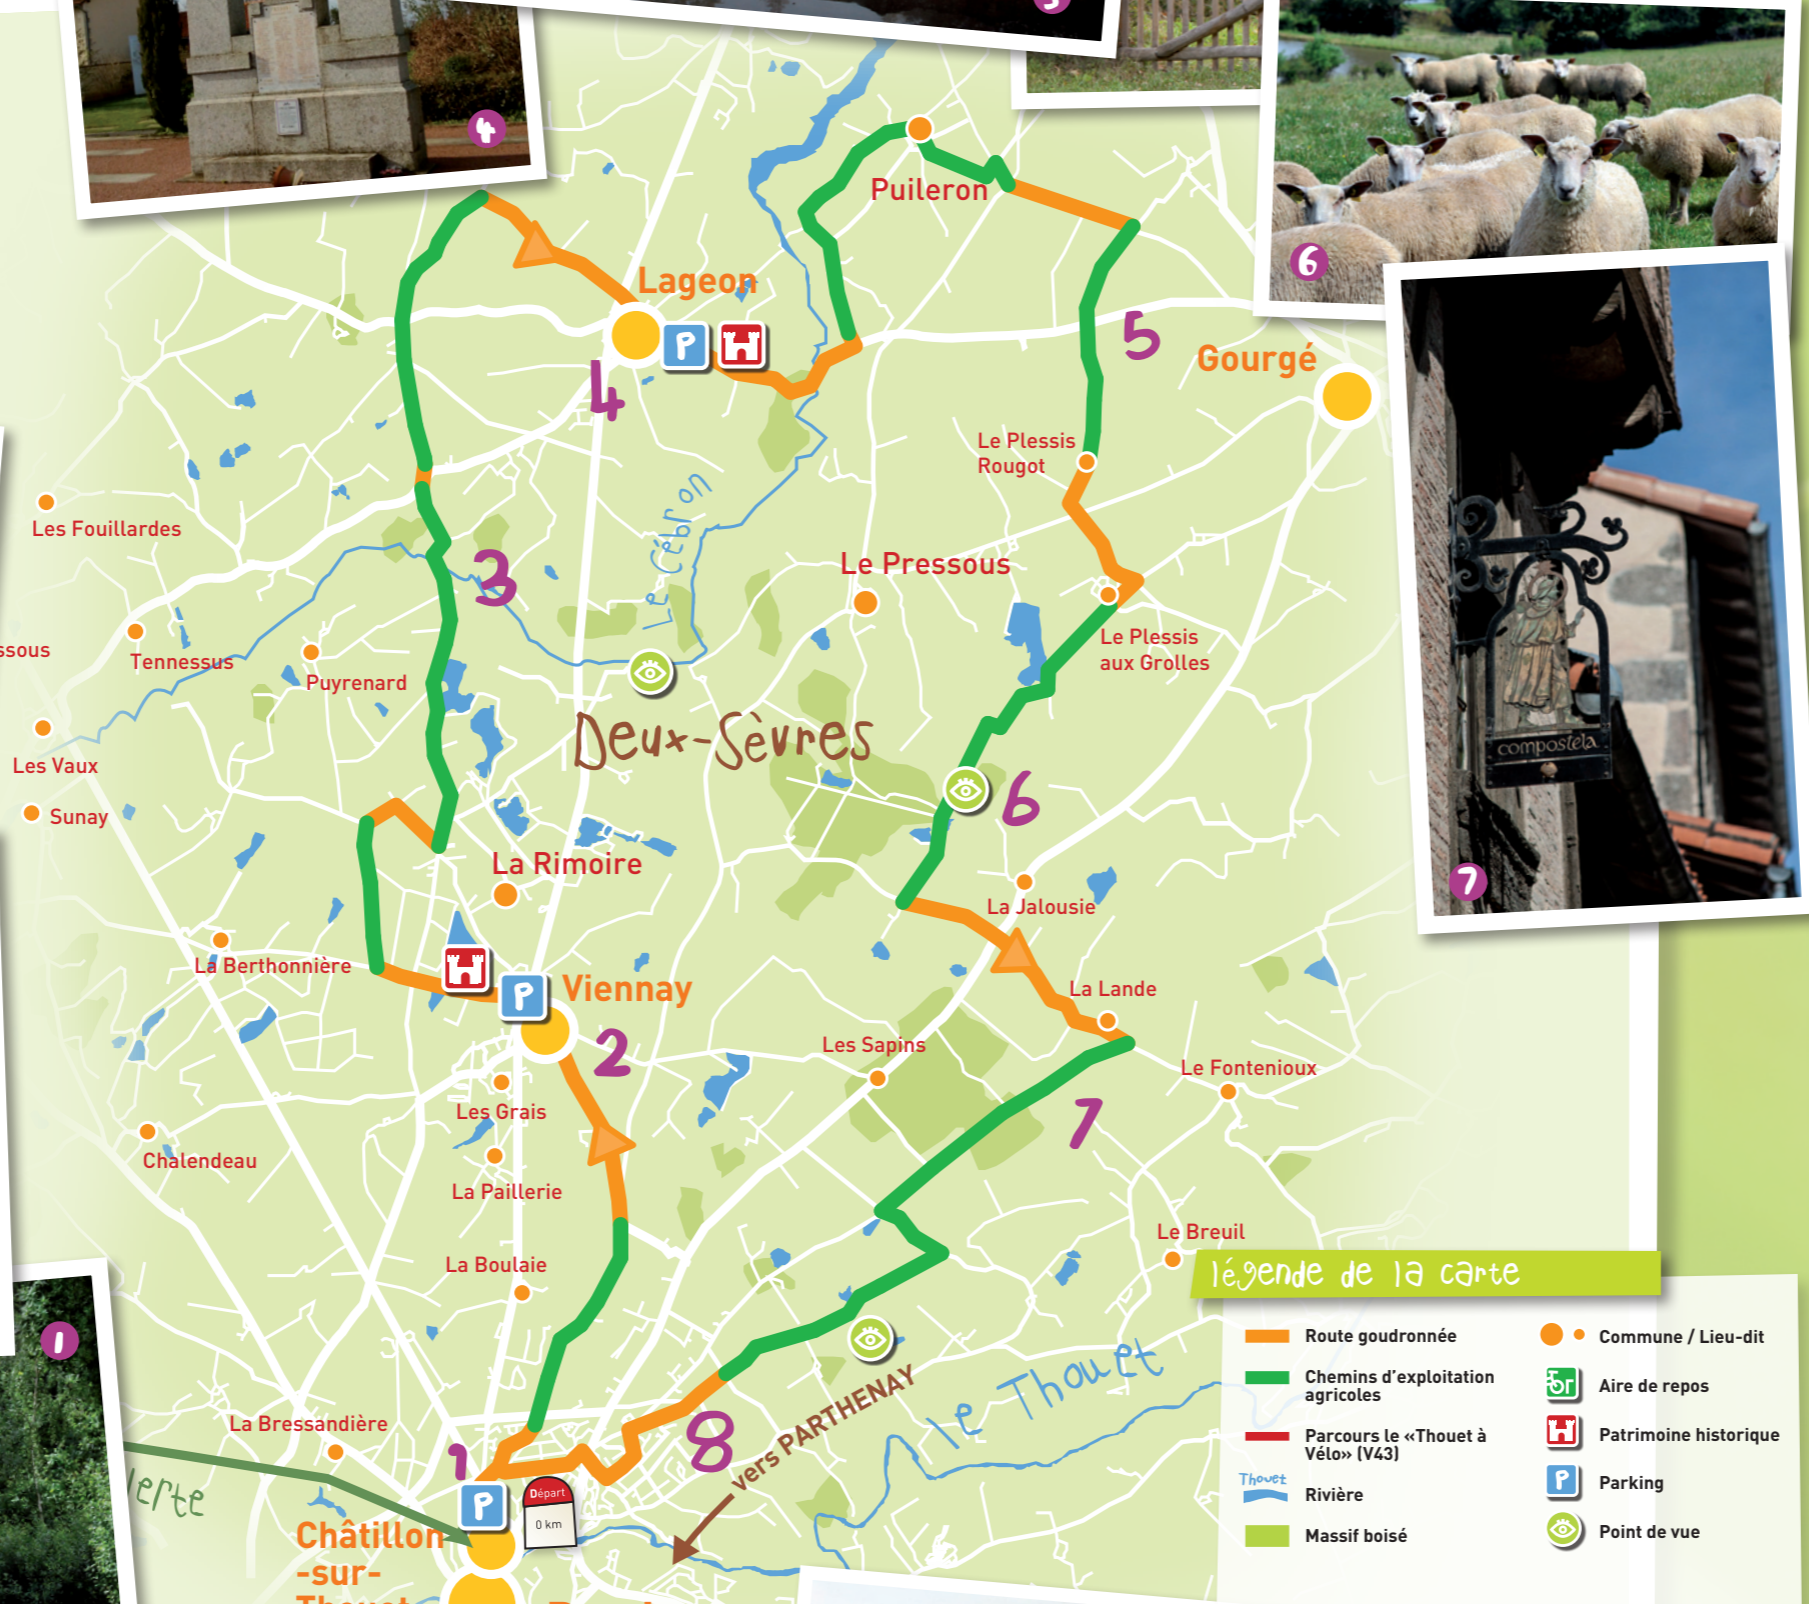 3
4
6
7
compostela
1
Puileron
Lageon
P
4
5
Gourgé
Le Plessis
Rougot
Les Fouillardes
3
Le Cébron
Le Pressous
Tennessus
Puyrenard
Le Plessis
aux Grolles
Deux-Sèvres
Les Vaux
Sunay
6
La Rimoire
La Jalousie
La Berthonnière
P
Viennay
La Lande
2
Les Sapins
Le Fontenioux
Les Grais
7
Chalendeau
La Paillerie
Le Breuil
La Boulaie
La Bressandière
1
8
vers PARTHENAY
le Thouet
P
Départ
0 km
Châtillon
-sur-
légende de la carte
Route goudronnée
Chemins d'exploitation
agricoles
Parcours le «Thouet à
Vélo» (V43)
Thouet
Rivière
Massif boisé
Commune / Lieu-dit
Aire de repos
Patrimoine historique
P
Parking
Point de vue